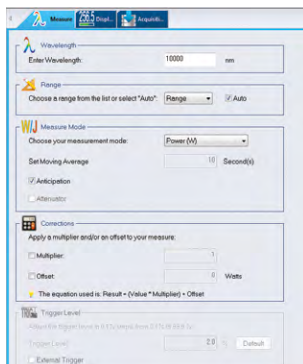 Measure Displ... Acquisiti...
Wavelength
Enter Wavelength: 10000 nm
Range
Choose a range from the list or select "Auto": Range Auto
Measure Mode
Choose your measurement mode: Power (W)
Set Moving Average 10 Second(s)
Anticipation
Attenuator
Corrections
Apply a multiplier and/or an offset to your measure:
Multiplier: 1
Offset: 0 Watts
The equation used is: Result = (Value * Multiplier) + Offset
Trigger Level
Trigger Level: 2.0 % Default
External Trigger